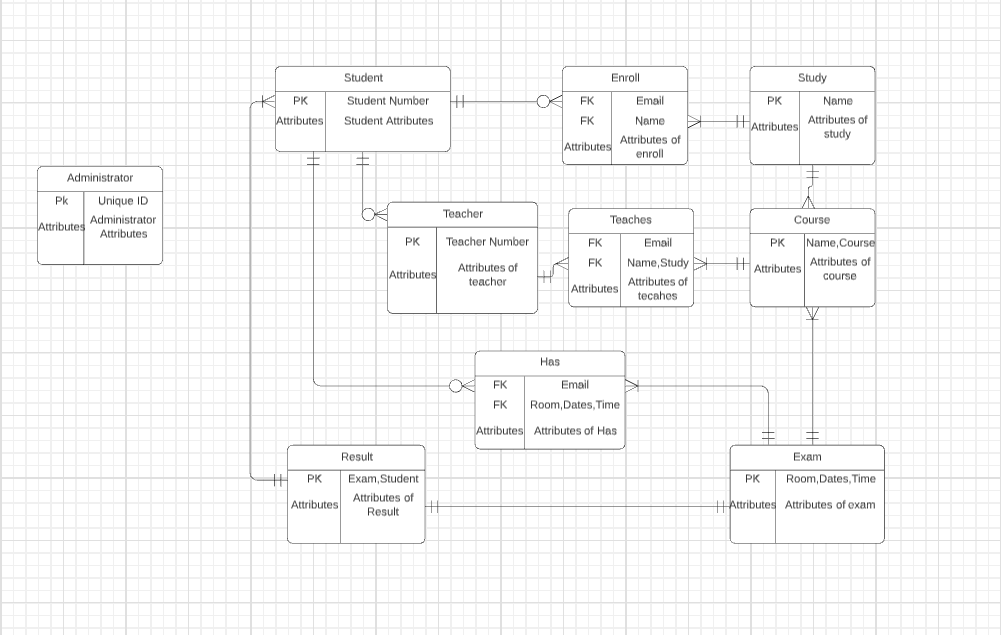 Student
PK Student Number
Attributes Student Attributes
Enroll
FK Email
FK Name
Attributes Attributes of
enroll
Study
PK Name
Attributes Attributes of
study
Administrator
Pk Unique ID
Attributes Administrator
Attributes
Teacher
PK Teacher Number
Attributes Attributes of
teacher
Teaches
FK Email
FK Name,Study
Attributes Attributes of
tecahes
Course
PK Name,Course
Attributes Attributes of
course
Has
FK Email
FK Room,Dates,Time
Attributes Attributes of Has
Result
PK Exam,Student
Attributes Attributes of
Result
Exam
PK Room,Dates,Time
Attributes Attributes of exam